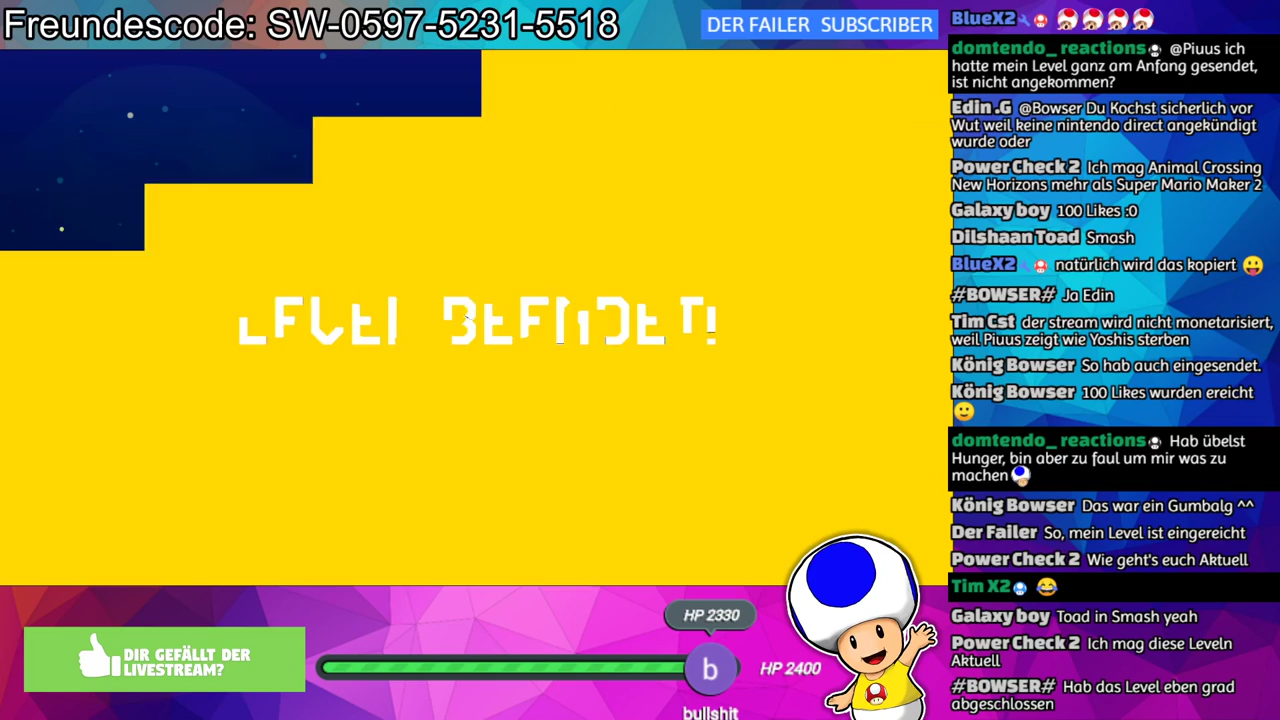 Freundescode: SW-0597-5231-5518
DER FAILER SUBSCRIBER
BlueX2
domtendo_reactions @Piuus ich
hatte mein Level ganz am Anfang gesendet,
ist nicht angekommen?
Edin .G @Bowser Du Kochst sicherlich vor
Wut weil keine nintendo direct angekündigt
wurde oder
Power Check 2 Ich mag Animal Crossing
New Horizons mehr als Super Mario Maker 2
Galaxy boy 100 Likes :0
Dilshaan Toad Smash
BlueX2 natürlich wird das kopiert 😛
#BOWSER# Ja Edin
Tim Cst der stream wird nicht monetarisiert,
weil Piuus zeigt wie Yoshis sterben
König Bowser So hab auch eingesendet.
König Bowser 100 Likes wurden ereicht
🙂
domtendo_reactions Hab übelst
Hunger, bin aber zu faul um mir was zu
machen
König Bowser Das war ein Gumbalg ^^
Der Failer So, mein Level ist eingereicht
Power Check 2 Wie geht's euch Aktuell
Tim X2 😂
Galaxy boy Toad in Smash yeah
Power Check 2 Ich mag diese Leveln
Aktuell
#BOWSER# Hab das Level eben grad
abgeschlossen
LEVEL BEENDET!
DIR GEFÄLLT DER
LIVESTREAM?
HP 2330
b
HP 2400
bullshit